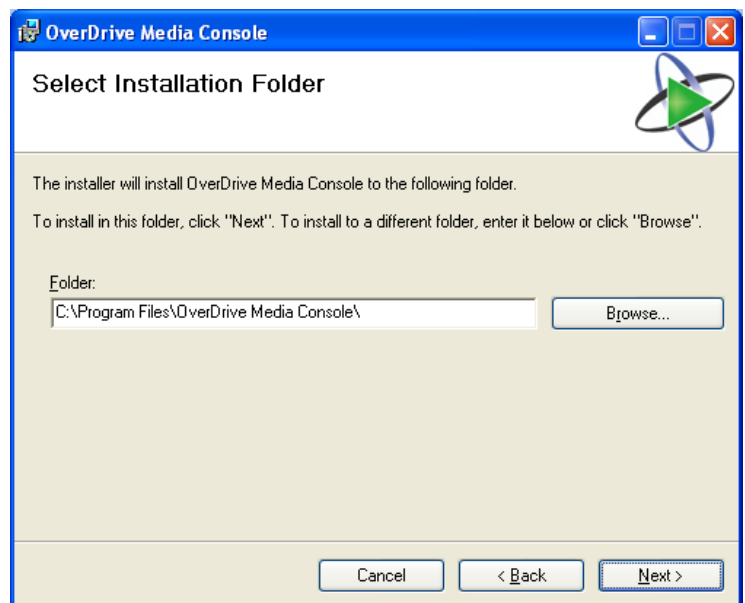 OverDrive Media Console
Select Installation Folder
The installer will install OverDrive Media Console to the following folder.
To install in this folder, click "Next". To install to a different folder, enter it below or click "Browse".
Folder:
C:\Program Files\OverDrive Media Console\
Browse...
Cancel
< Back
Next >